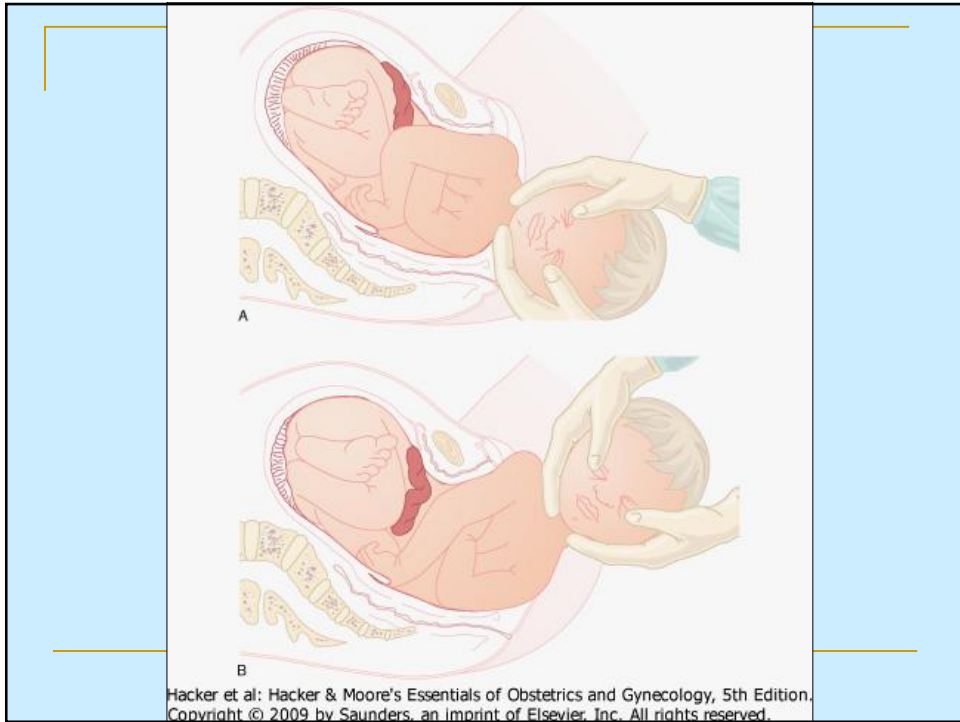 A
B
Hacker et al: Hacker & Moore's Essentials of Obstetrics and Gynecology, 5th Edition.
Copyright © 2009 by Saunders, an imprint of Elsevier, Inc. All rights reserved.